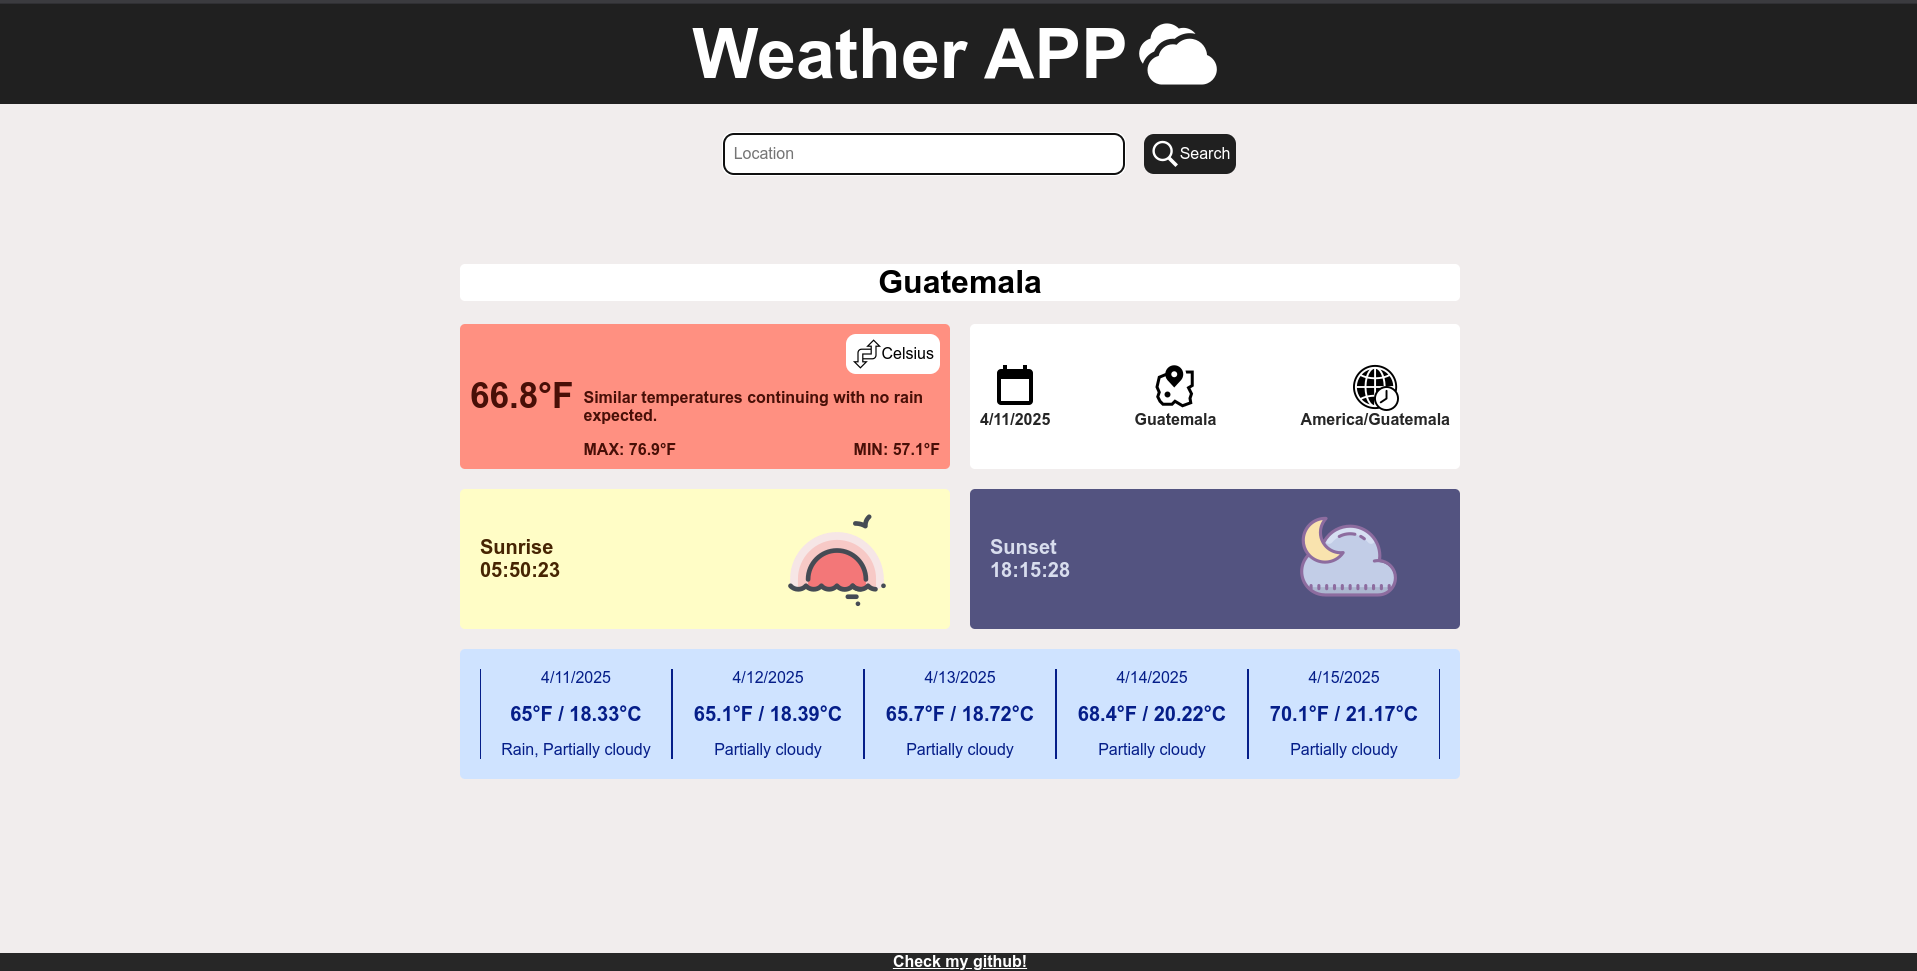 Weather APP
Location
Search
Guatemala
Celsius
66.8°F
Similar temperatures continuing with no rain
expected.
MAX: 76.9°F
MIN: 57.1°F
4/11/2025
Guatemala
America/Guatemala
Sunrise
05:50:23
Sunset
18:15:28
4/11/2025
65°F / 18.33°C
Rain, Partially cloudy
4/12/2025
65.1°F / 18.39°C
Partially cloudy
4/13/2025
65.7°F / 18.72°C
Partially cloudy
4/14/2025
68.4°F / 20.22°C
Partially cloudy
4/15/2025
70.1°F / 21.17°C
Partially cloudy
Check my github!